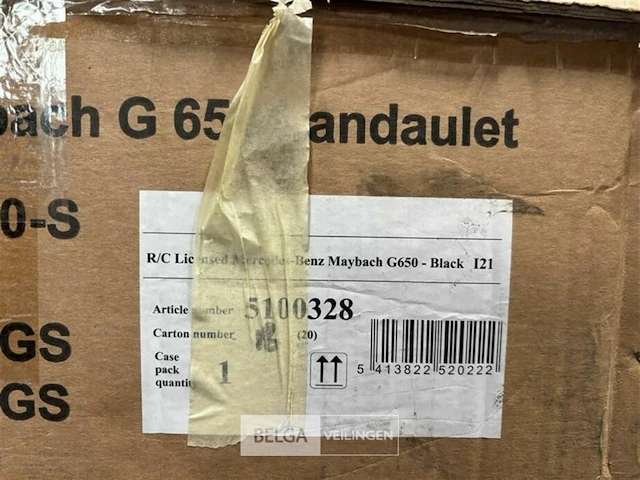 bach G 65 andaulet
0-S
R/C Licensed Mercedes-Benz Maybach G650 - Black I21
Article number 5100328
Carton number (20)
Case
pack
quantit 1
5 413822 520222
GS
GS
BELGA VEILINGEN